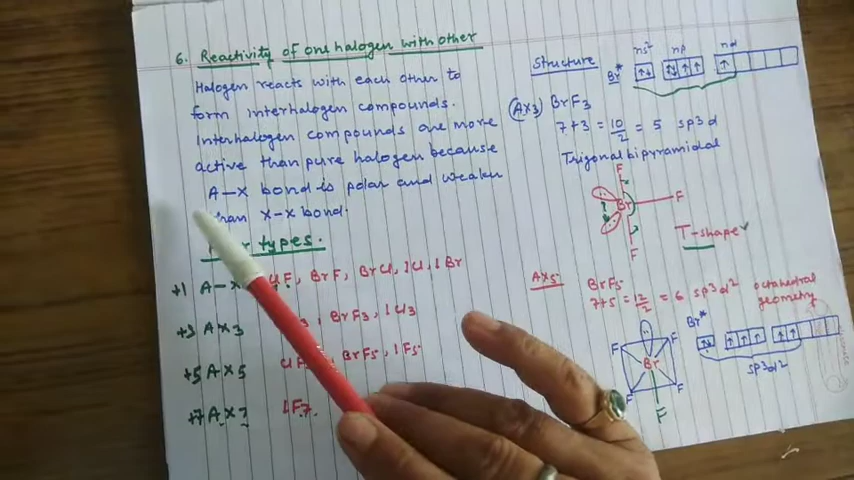 6. Reactivity of one halogen with other
Halogen reacts with each other to
form interhalogen compounds.
Interhalogen compounds are more
active than pure halogen because
A–X bond is polar and weaken
than X–X bond.
types.
+1 A–X ClF, BrF, BrCl, ICl, IBr
+3 AX3 , BrF3, ICl3
+5 AX5 BrF5, IF5
+7 AX7 IF7.
Structure
Br* ns² np nd
AX3 BrF3
7+3 = 10/2 = 5 sp3d
Trigonal bipyramidal
F
Br F
F
T-shape ✓
AX5 BrF5
7+5 = 12/2 = 6 sp3d² octahedral
geometry
Br*
F F
Br
F F
F
sp3d2